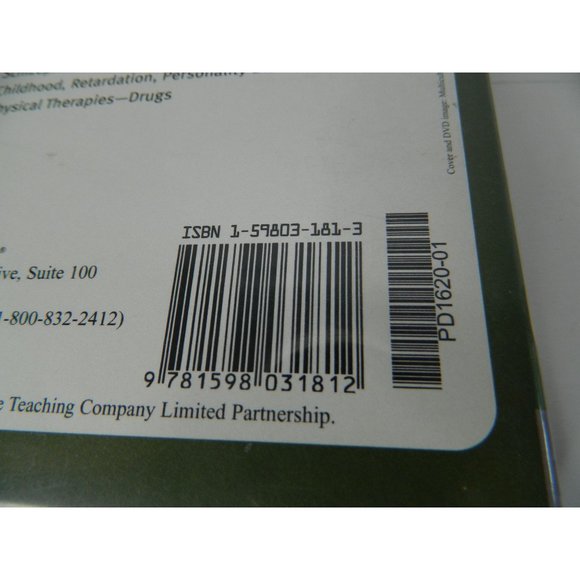 Childhood, Retardation, Personality
Physical Therapies—Drugs
Cover and DVD image:
ISBN 1-59803-181-3
PD1620-01
®
ive, Suite 100
1-800-832-2412)
9 781598 031812
e Teaching Company Limited Partnership.